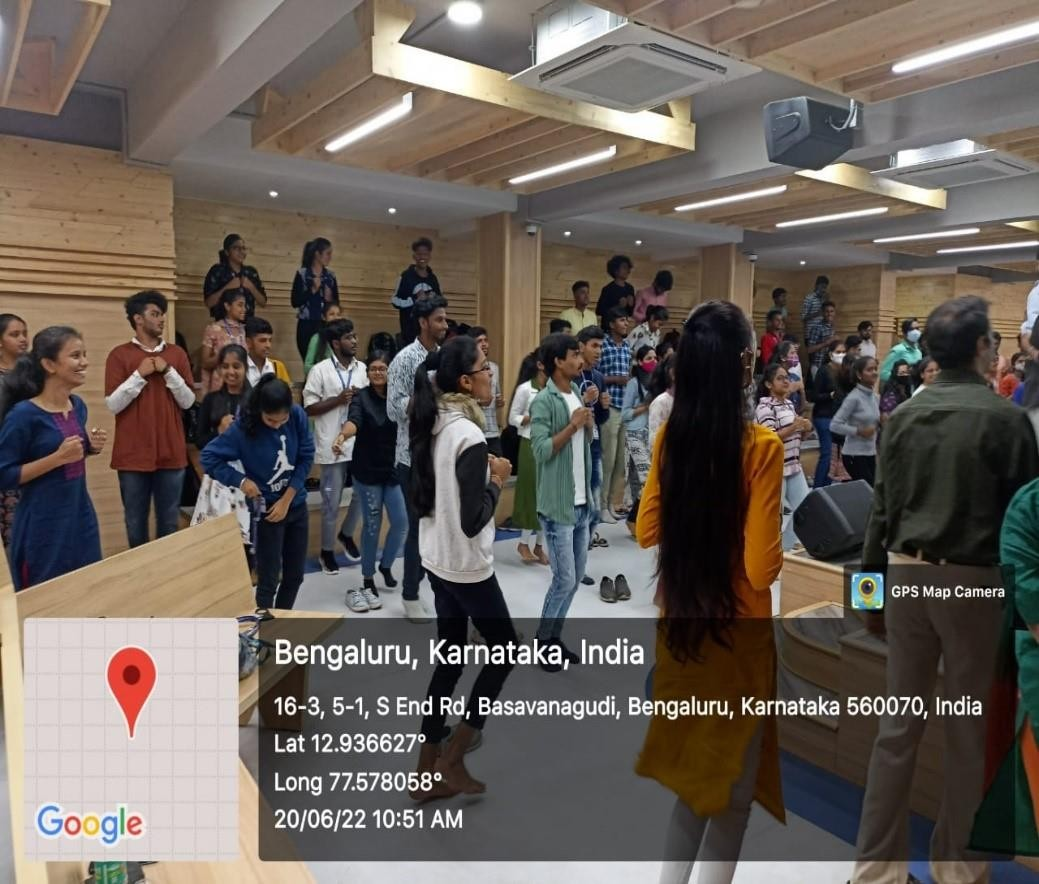 GPS Map Camera
Bengaluru, Karnataka, India
16-3, 5-1, S End Rd, Basavanagudi, Bengaluru, Karnataka 560070, India
Lat 12.936627°
Long 77.578058°
20/06/22 10:51 AM
Google